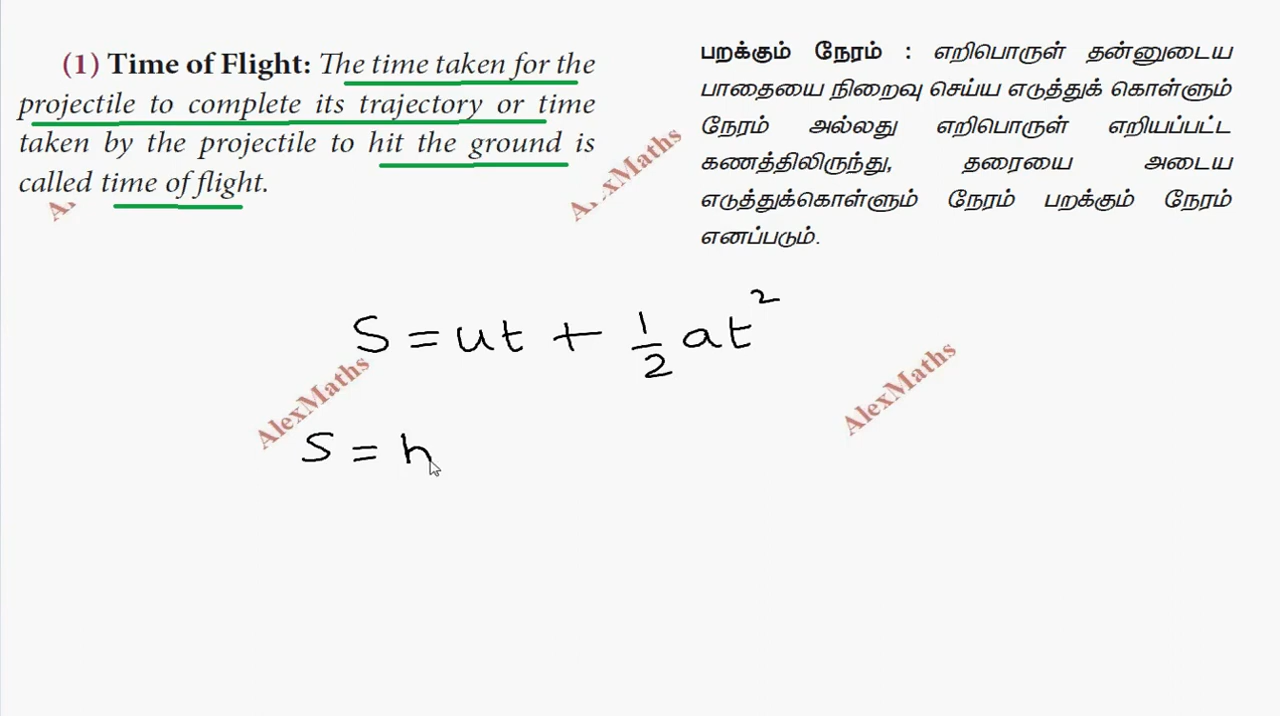 (1) Time of Flight: The time taken for the
projectile to complete its trajectory or time
taken by the projectile to hit the ground is
called time of flight.
பறக்கும் நேரம் : எறிபொருள் தன்னுடைய
பாதையை நிறைவு செய்ய எடுத்துக் கொள்ளும்
நேரம் அல்லது எறிபொருள் எறியப்பட்ட
கணத்திலிருந்து, தரையை அடைய
எடுத்துக்கொள்ளும் நேரம் பறக்கும் நேரம்
எனப்படும்.
AlexMaths
S = ut + ½ at²
AlexMaths
AlexMaths
S = h